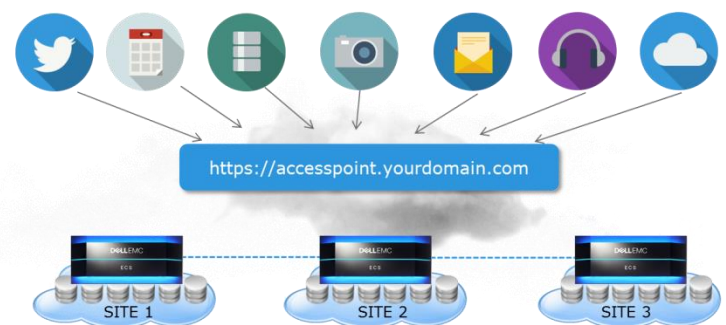 https://accesspoint.yourdomain.com
DELLEMC
ECS
SITE 1
DELLEMC
ECS
SITE 2
DELLEMC
ECS
SITE 3